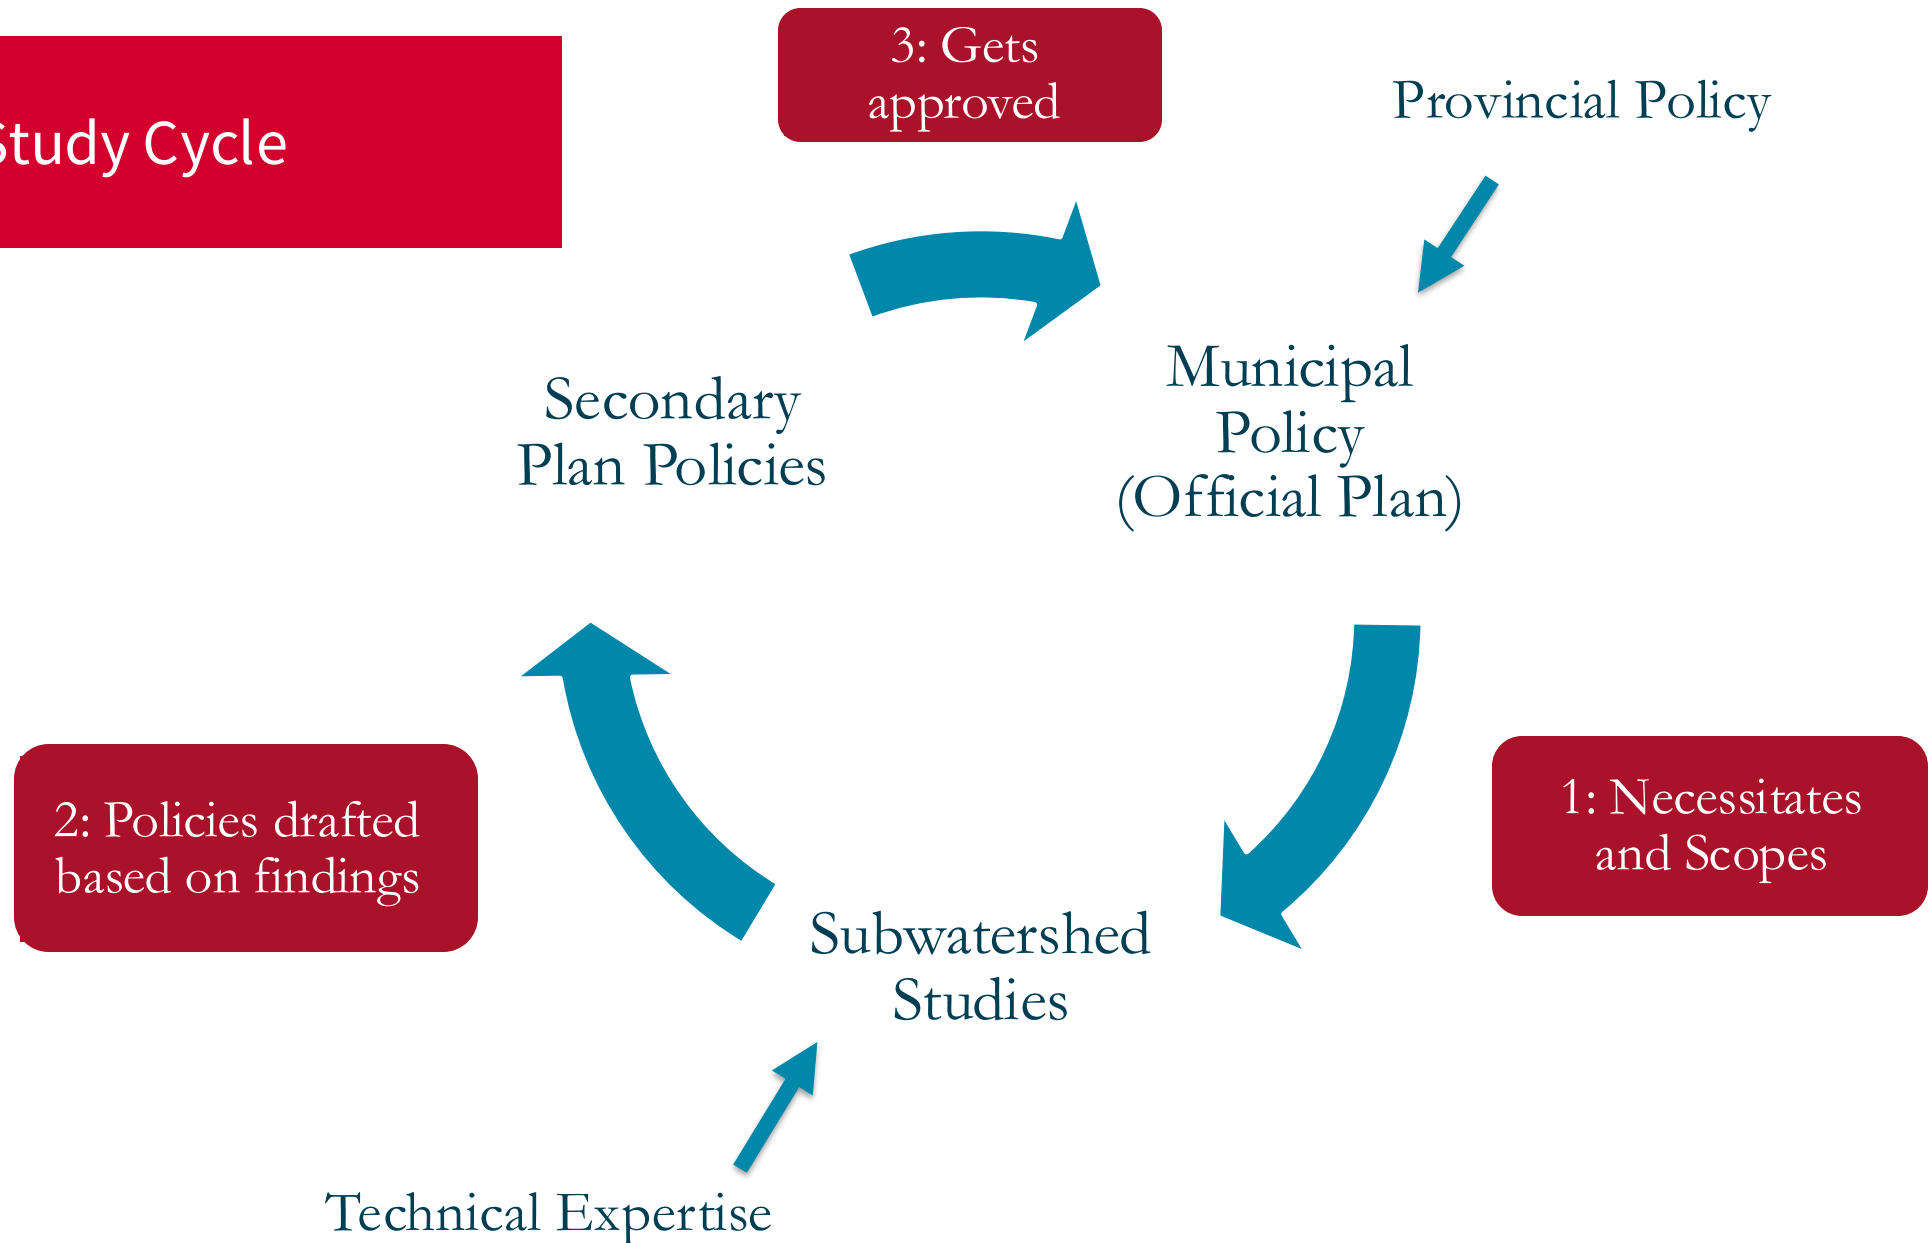 Study Cycle
3: Gets
approved
Provincial Policy
Secondary
Plan Policies
Municipal
Policy
(Official Plan)
2: Policies drafted
based on findings
1: Necessitates
and Scopes
Subwatershed
Studies
Technical Expertise